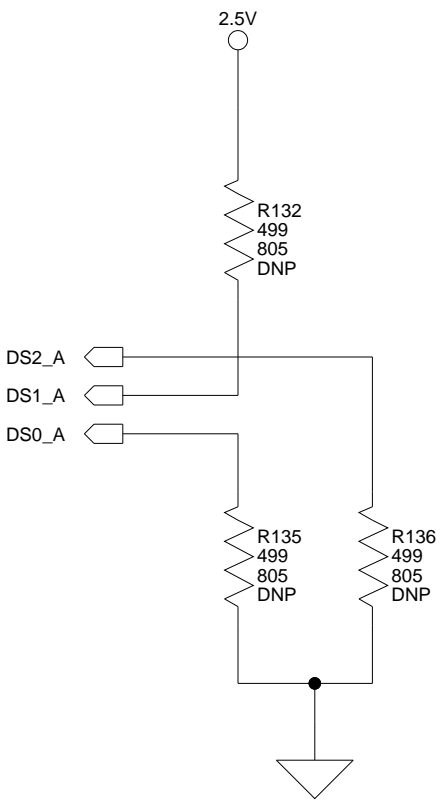 2.5V
R132
499
805
DNP
DS2_A
DS1_A
DS0_A
R135
499
805
DNP
R136
499
805
DNP